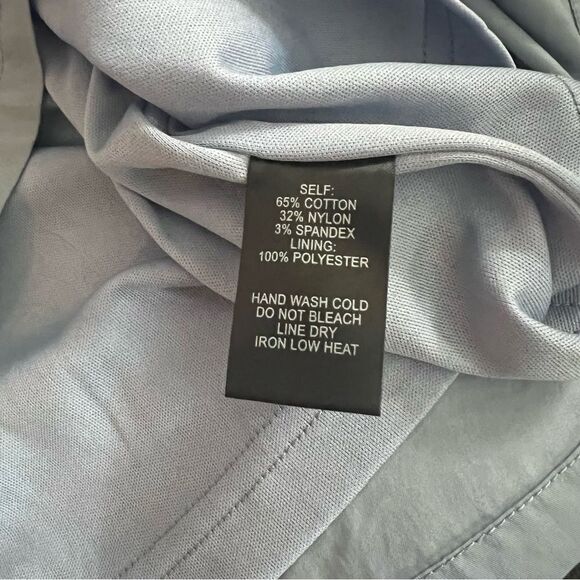 SELF:
65% COTTON
32% NYLON
3% SPANDEX
LINING:
100% POLYESTER
HAND WASH COLD
DO NOT BLEACH
LINE DRY
IRON LOW HEAT